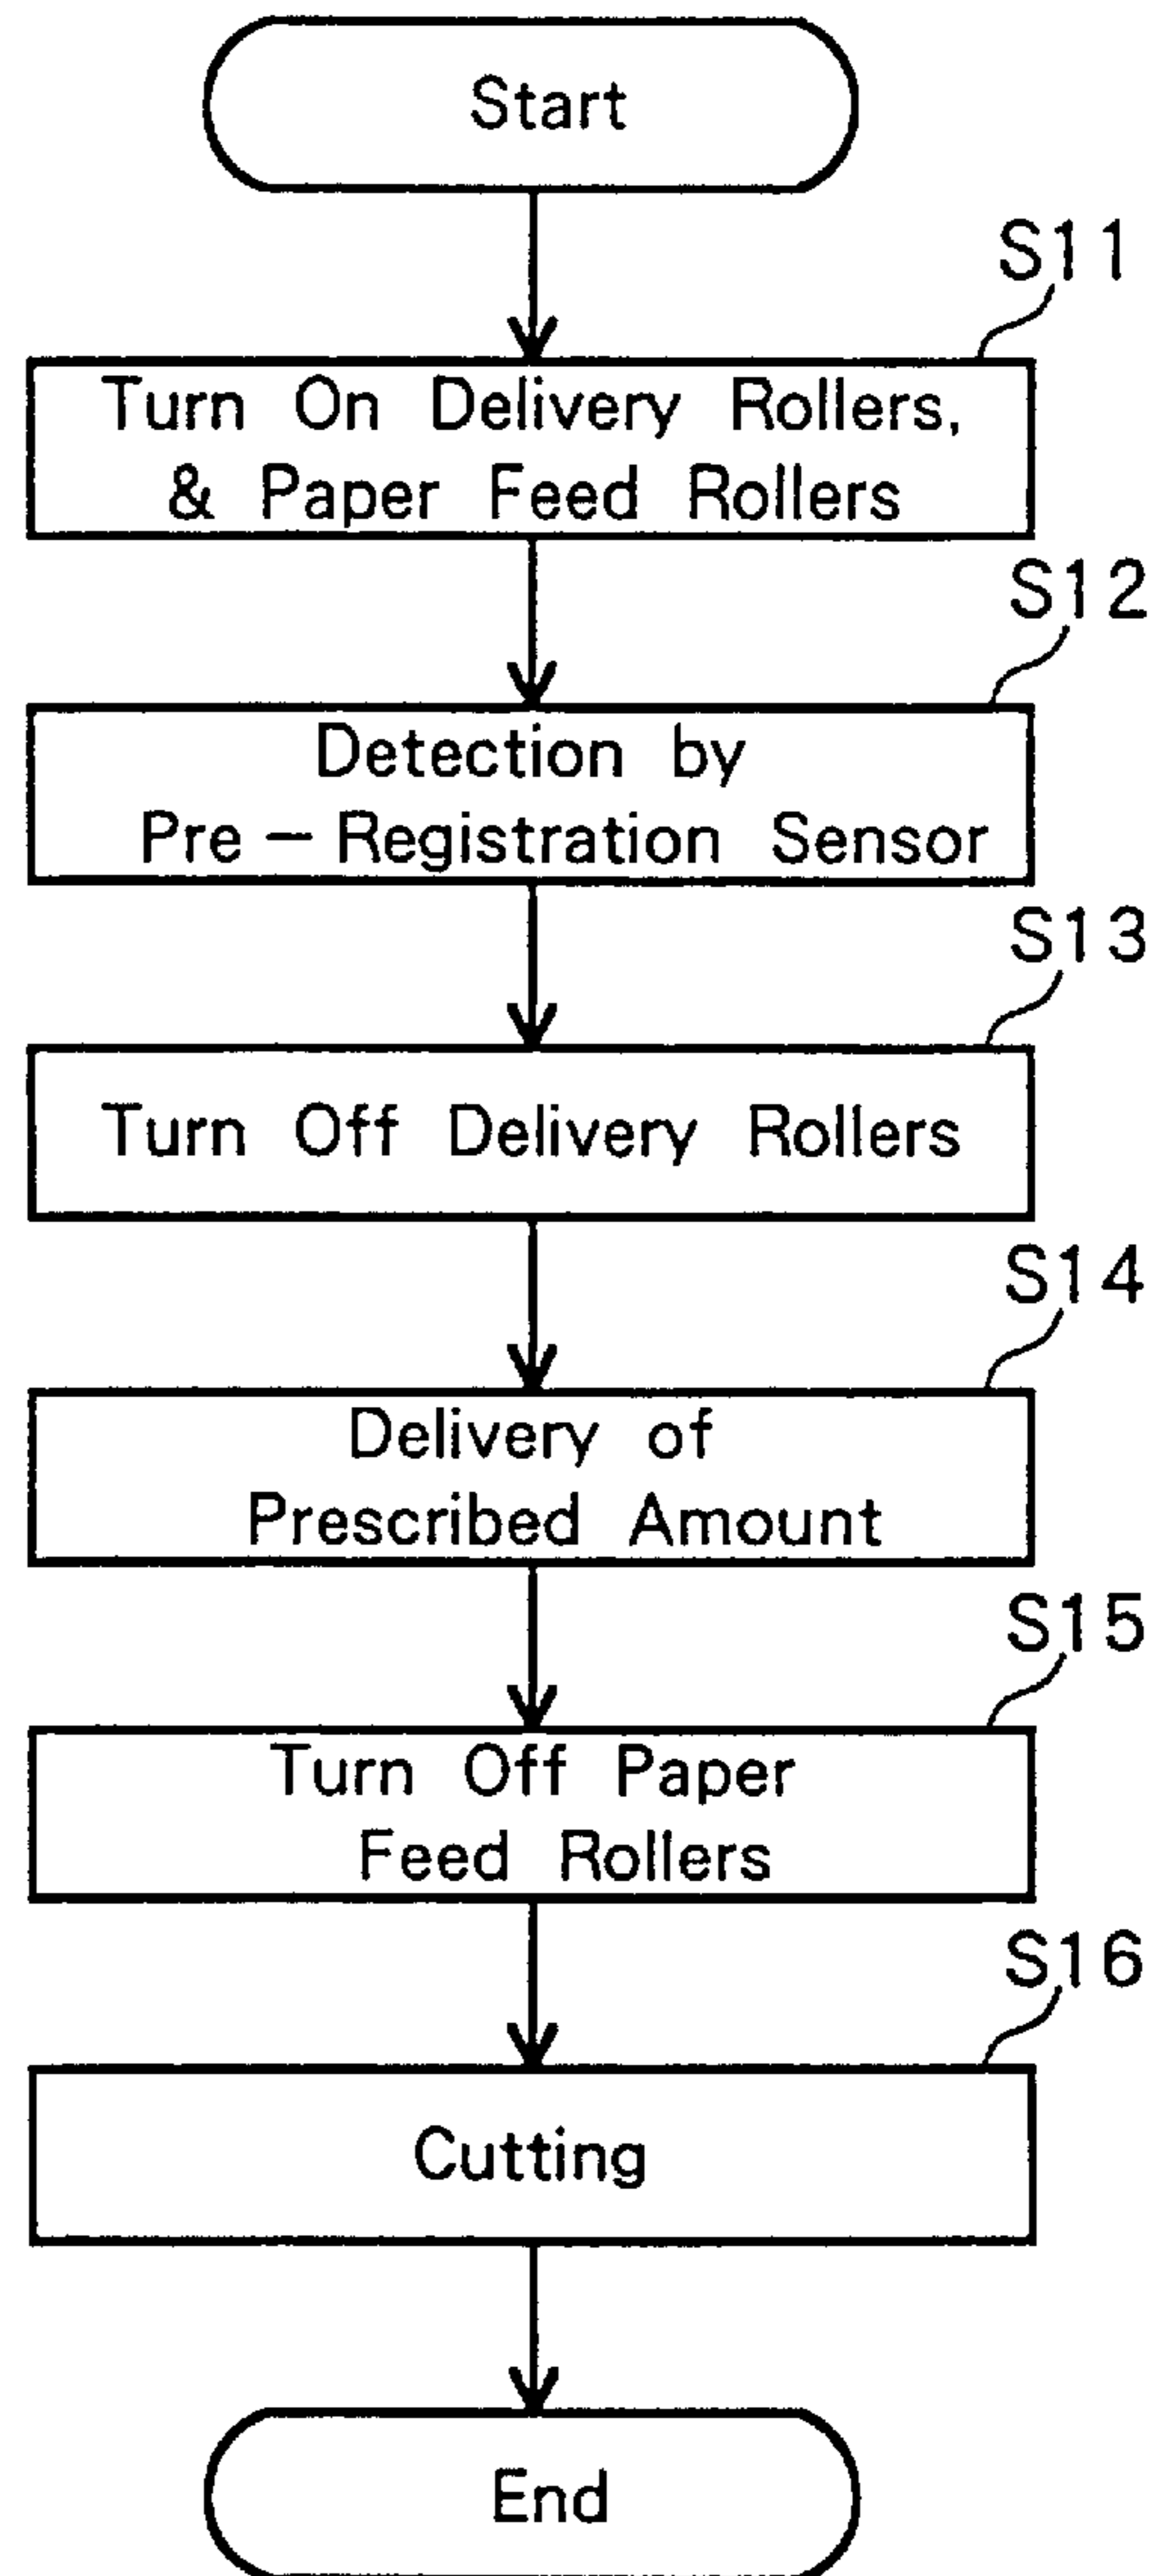 Start
S11
Turn On Delivery Rollers,
& Paper Feed Rollers
S12
Detection by
Pre-Registration Sensor
S13
Turn Off Delivery Rollers
S14
Delivery of
Prescribed Amount
S15
Turn Off Paper
Feed Rollers
S16
Cutting
End